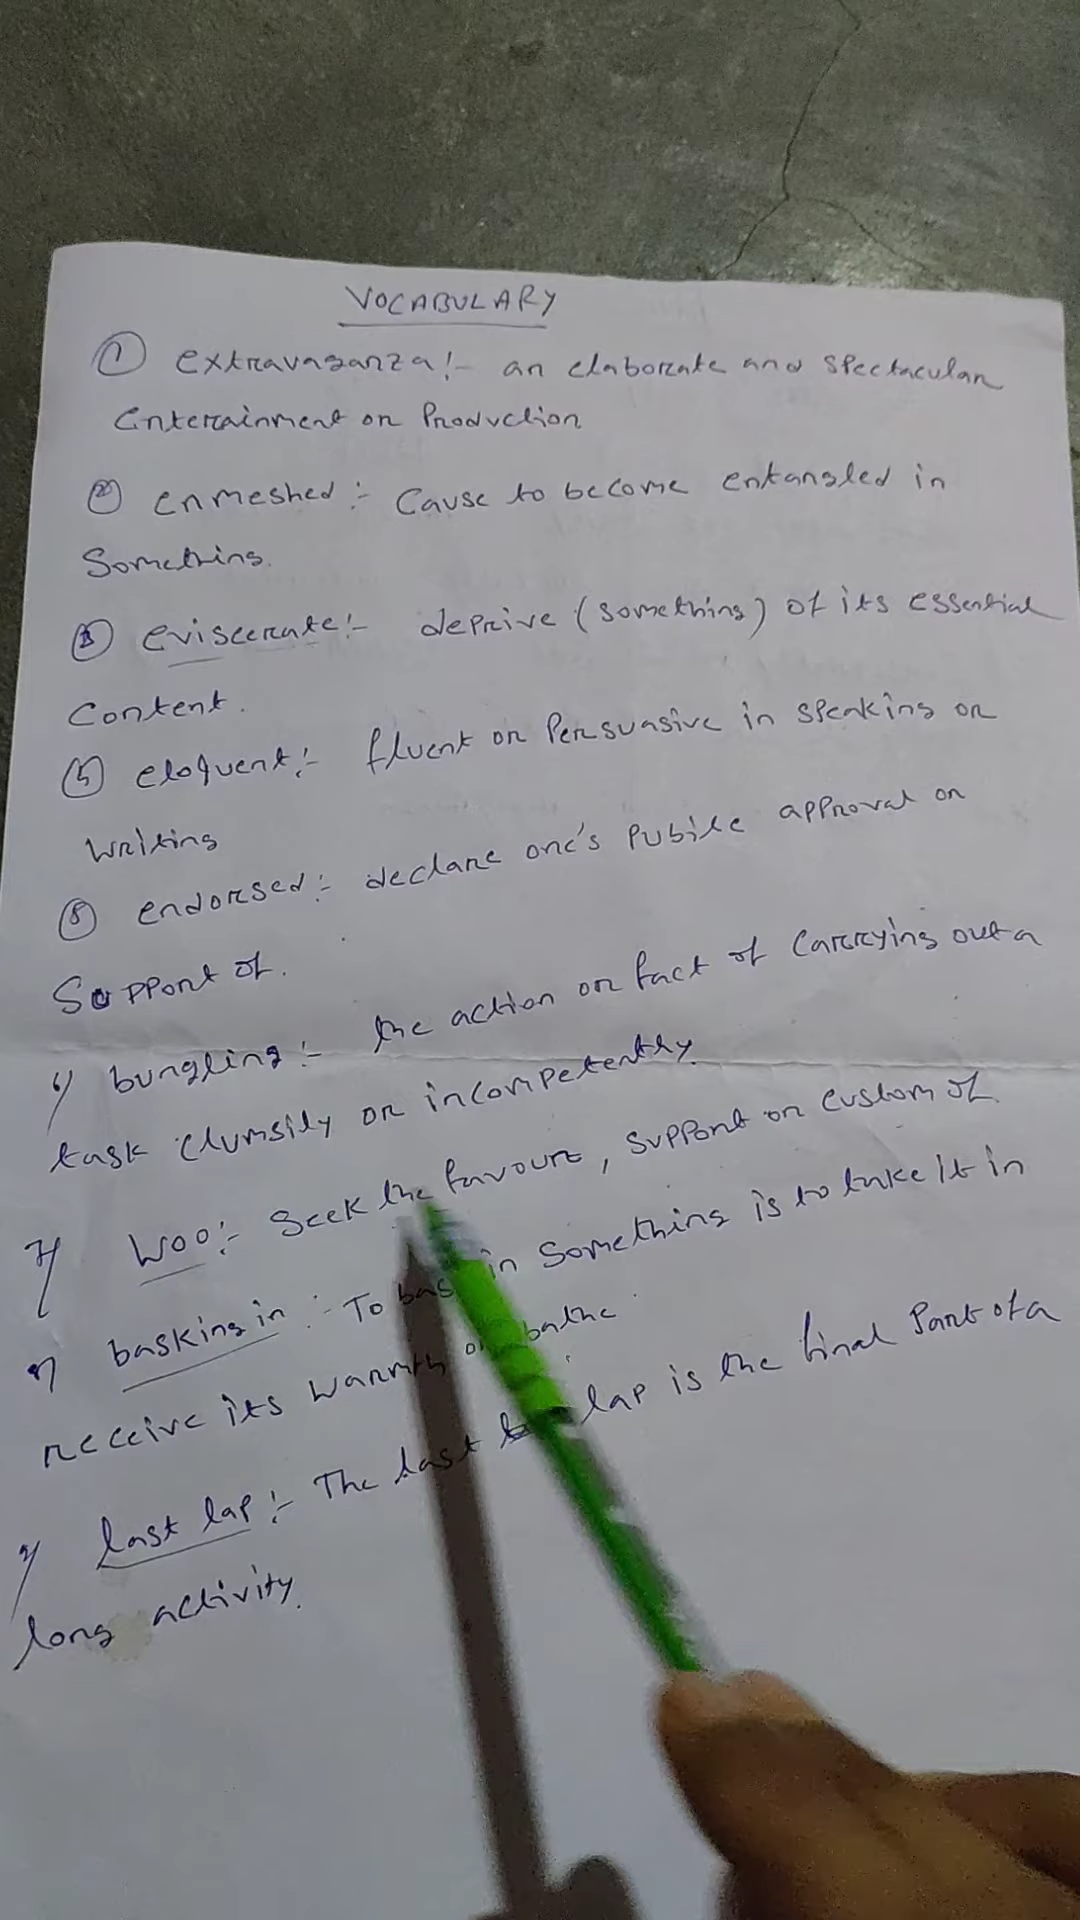 VOCABULARY
① extravaganza:- an elaborate and spectacular
entertainment or production
② enmeshed:- Cause to become entangled in
Something.
③ eviscerate:- deprive (something) of its essential
content.
eloquent:- fluent or Persuasive in speaking or
writing
endorsed:- declare one's public approval or
Support of.
6) bungling:- the action or fact of carrying out a
task clumsily or incompetently.
7) WOO:- Seek the favour, support or custom of.
basking in:- To in something is to take it in
receive its warmth bathe
last lap:- The last lap is the final part of a
long activity.